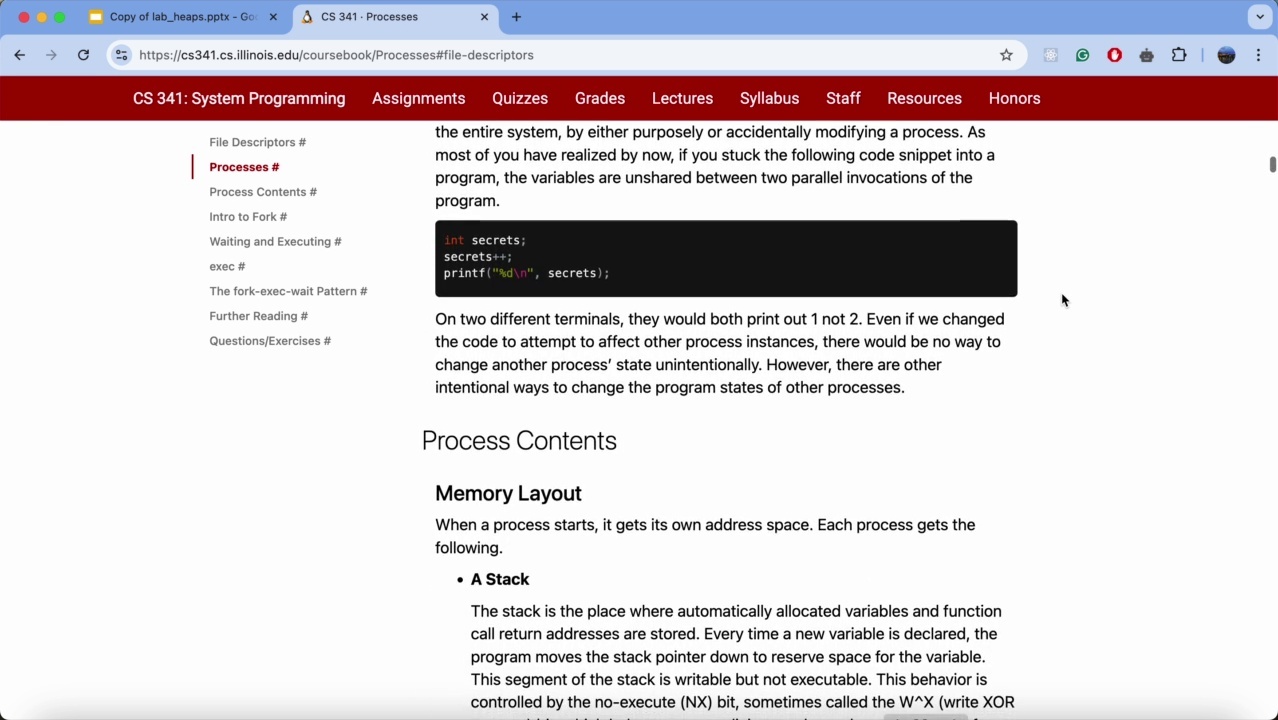 Copy of lab_heaps.pptx - Goo
CS 341 · Processes
https://cs341.cs.illinois.edu/coursebook/Processes#file-descriptors
CS 341: System Programming Assignments Quizzes Grades Lectures Syllabus Staff Resources Honors
File Descriptors #
Processes #
Process Contents #
Intro to Fork #
Waiting and Executing #
exec #
The fork-exec-wait Pattern #
Further Reading #
Questions/Exercises #
the entire system, by either purposely or accidentally modifying a process. As
most of you have realized by now, if you stuck the following code snippet into a
program, the variables are unshared between two parallel invocations of the
program.
int secrets;
secrets++;
printf("%d\n", secrets);
On two different terminals, they would both print out 1 not 2. Even if we changed
the code to attempt to affect other process instances, there would be no way to
change another process’ state unintentionally. However, there are other
intentional ways to change the program states of other processes.
Process Contents
Memory Layout
When a process starts, it gets its own address space. Each process gets the
following.
• A Stack
The stack is the place where automatically allocated variables and function
call return addresses are stored. Every time a new variable is declared, the
program moves the stack pointer down to reserve space for the variable.
This segment of the stack is writable but not executable. This behavior is
controlled by the no-execute (NX) bit, sometimes called the W^X (write XOR